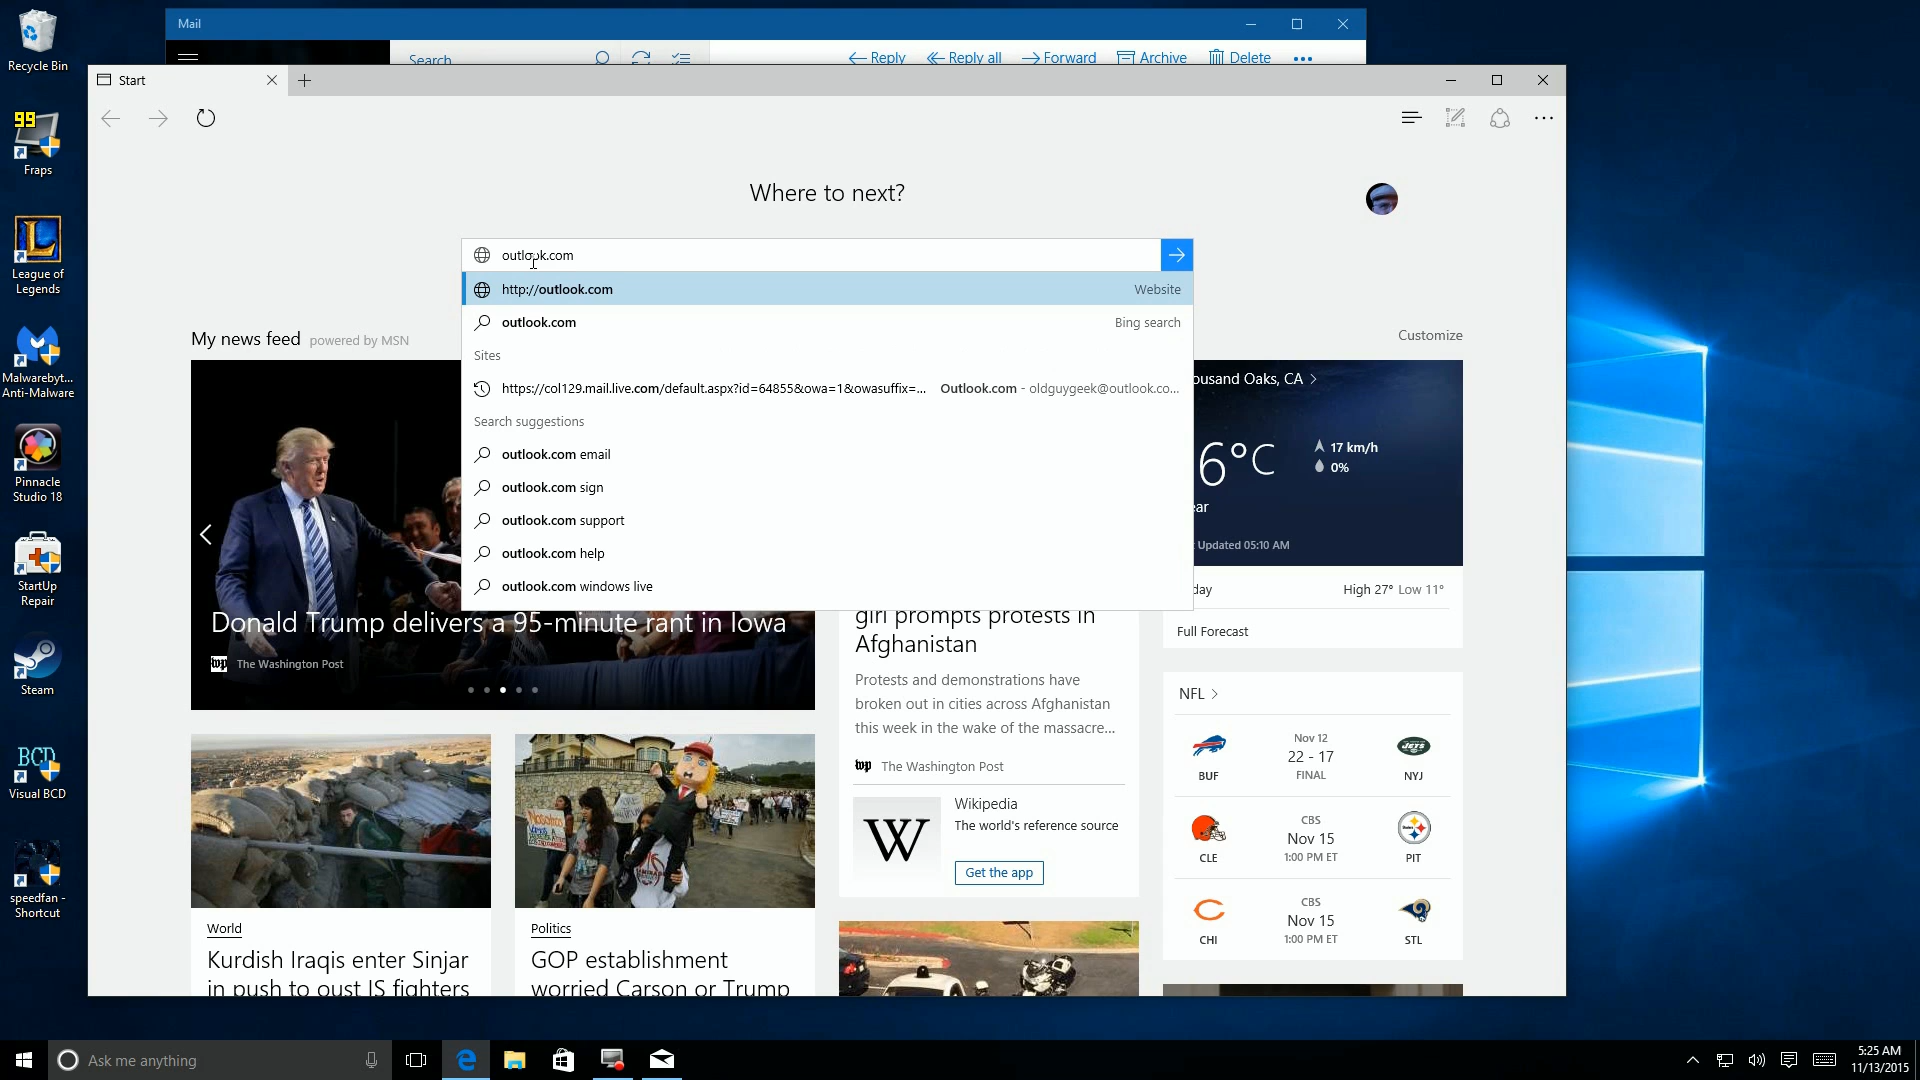 Recycle Bin
Mail
Search
Reply
Reply all
Forward
Archive
Delete
Start
99
Fraps
Where to next?
outlook.com
http://outlook.com
Website
outlook.com
Bing search
Sites
https://col129.mail.live.com/default.aspx?id=64855&owa=1&owasuffix=...
Outlook.com - oldguygeek@outlook.co...
Search suggestions
outlook.com email
outlook.com sign
outlook.com support
outlook.com help
outlook.com windows live
League of
Legends
Malwarebyt...
Anti-Malware
Pinnacle
Studio 18
StartUp
Repair
Steam
BCD
Visual BCD
speedfan -
Shortcut
My news feed powered by MSN
Customize
Donald Trump delivers a 95-minute rant in Iowa
wp The Washington Post
World
Kurdish Iraqis enter Sinjar
in push to oust IS fighters
Politics
GOP establishment
worried Carson or Trump
girl prompts protests in
Afghanistan
Protests and demonstrations have
broken out in cities across Afghanistan
this week in the wake of the massacre...
wp The Washington Post
W
Wikipedia
The world's reference source
Get the app
ousand Oaks, CA
6°C
17 km/h
0%
ear
Updated 05:10 AM
day
High 27° Low 11°
Full Forecast
NFL
BUF
Nov 12
22 - 17
FINAL
JETS
NYJ
CLE
CBS
Nov 15
1:00 PM ET
PIT
CHI
CBS
Nov 15
1:00 PM ET
STL
Ask me anything
5:25 AM
11/13/2015